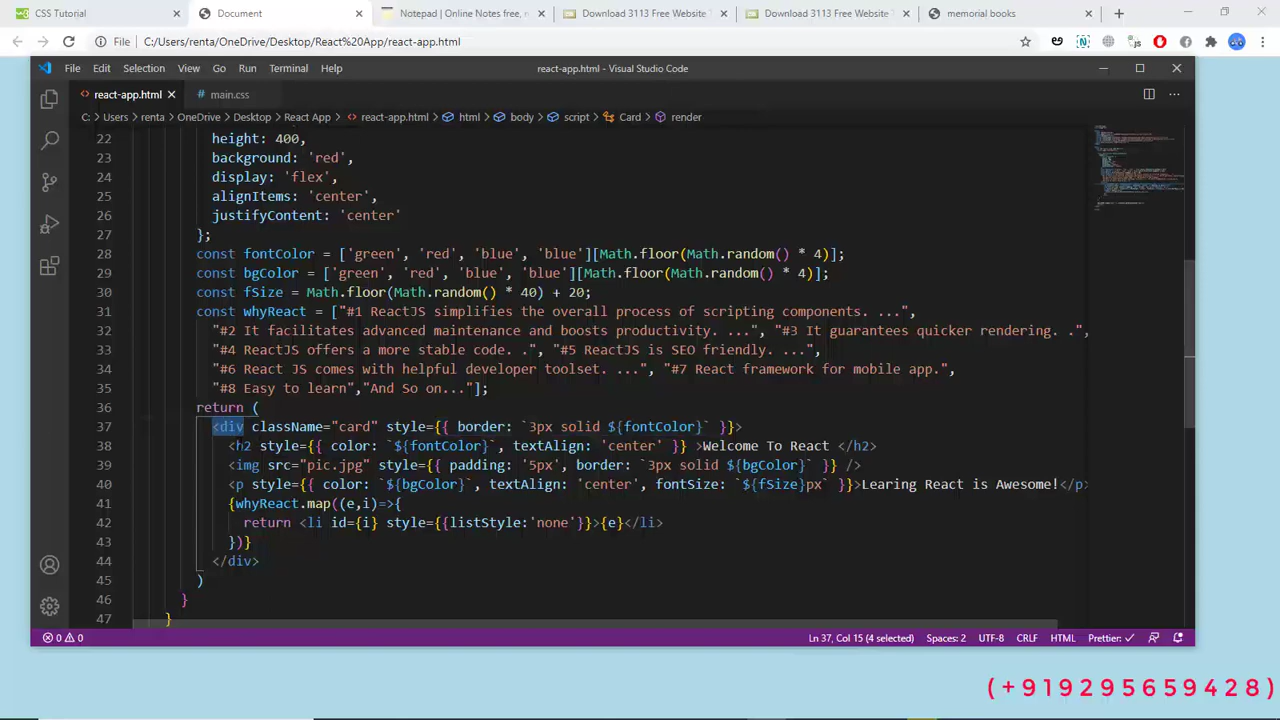 CSS Tutorial
Document
Notepad | Online Notes free, n
Download 3113 Free Website
Download 3113 Free Website
memorial books
File C:/Users/renta/OneDrive/Desktop/React%20App/react-app.html
File Edit Selection View Go Run Terminal Help react-app.html - Visual Studio Code
react-app.html main.css
C: > Users > renta > OneDrive > Desktop > React App > react-app.html > html > body > script > Card > render
22 height: 400,
23 background: 'red',
24 display: 'flex',
25 alignItems: 'center',
26 justifyContent: 'center'
27 };
28 const fontColor = ['green', 'red', 'blue', 'blue'][Math.floor(Math.random() * 4)];
29 const bgColor = ['green', 'red', 'blue', 'blue'][Math.floor(Math.random() * 4)];
30 const fSize = Math.floor(Math.random() * 40) + 20;
31 const whyReact = ["#1 ReactJS simplifies the overall process of scripting components. ...",
32 "#2 It facilitates advanced maintenance and boosts productivity. ...", "#3 It guarantees quicker rendering. .",
33 "#4 ReactJS offers a more stable code. .", "#5 ReactJS is SEO friendly. ...",
34 "#6 React JS comes with helpful developer toolset. ...", "#7 React framework for mobile app.",
35 "#8 Easy to learn","And So on..."];
36 return (
37 <div className="card" style={{ border: `3px solid ${fontColor}` }}>
38 <h2 style={{ color: `${fontColor}`, textAlign: 'center' }} >Welcome To React </h2>
39 <img src="pic.jpg" style={{ padding: '5px', border: `3px solid ${bgColor}` }} />
40 <p style={{ color: `${bgColor}`, textAlign: 'center', fontSize: `${fSize}px` }}>Learing React is Awesome!</p>
41 {whyReact.map((e,i)=>{
42 return <li id={i} style={{listStyle:'none'}}>{e}</li>
43 })}
44 </div>
45 )
46 }
47 }
0 0 Ln 37, Col 15 (4 selected) Spaces: 2 UTF-8 CRLF HTML Prettier: ✓
(+919295659428)